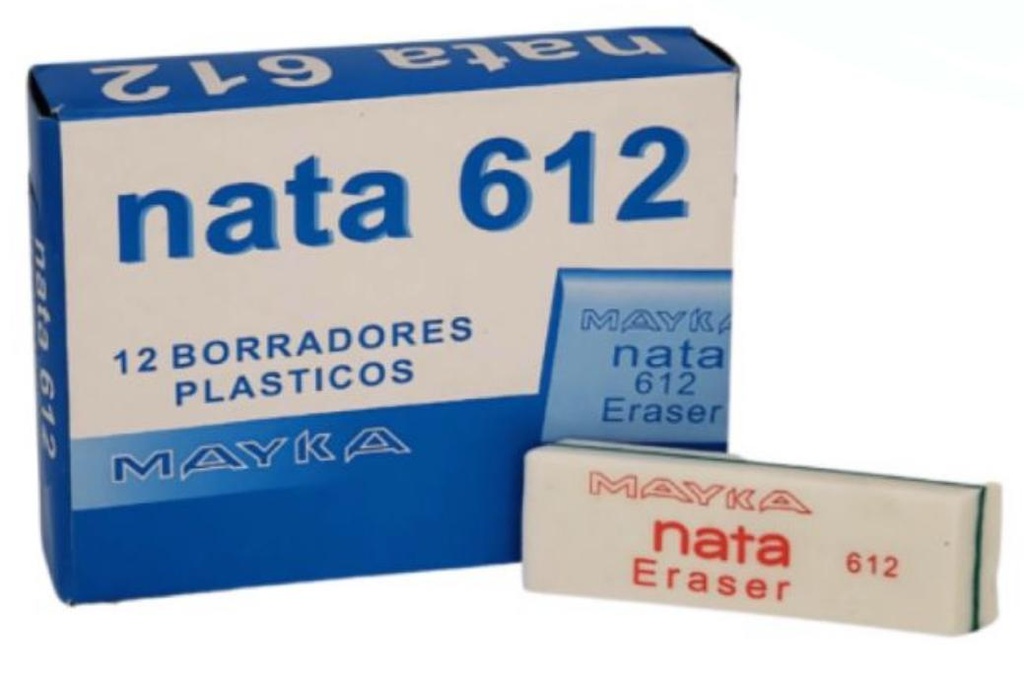 nata 612
nata 612
nata 612
12 BORRADORES
PLASTICOS
MAYKA
MAYKA
nata
612
Eraser
MAYKA
nata
Eraser
612